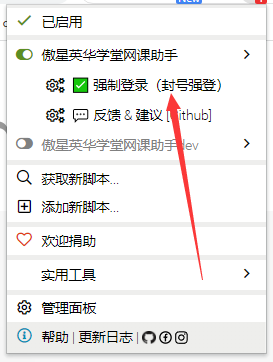 New
已启用
傲星英华学堂网课助手
强制登录（封号强登）
反馈 & 建议 [Github]
傲星英华学堂网课助手dev
获取新脚本...
添加新脚本...
欢迎捐助
实用工具
管理面板
帮助 | 更新日志 |